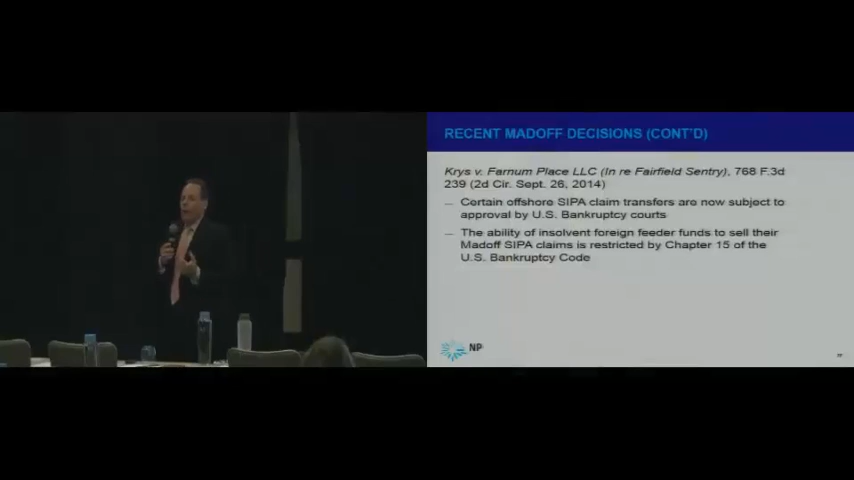 RECENT MADOFF DECISIONS (CONT'D)
Krys v. Farnum Place LLC (In re Fairfield Sentry), 768 F.3d
239 (2d Cir. Sept. 26, 2014)
— Certain offshore SIPA claim transfers are now subject to
approval by U.S. Bankruptcy courts
— The ability of insolvent foreign feeder funds to sell their
Madoff SIPA claims is restricted by Chapter 15 of the
U.S. Bankruptcy Code
NP